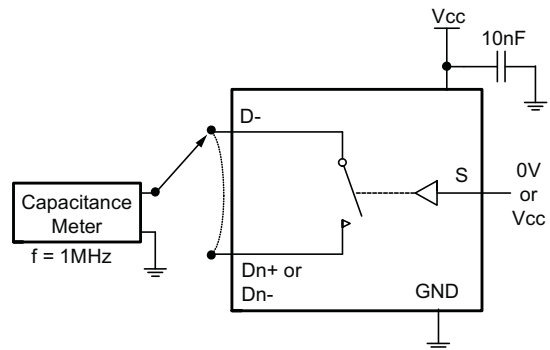 Vcc
10nF
D-
S
0V
or
Vcc
Capacitance
Meter
f = 1MHz
Dn+ or
Dn-
GND